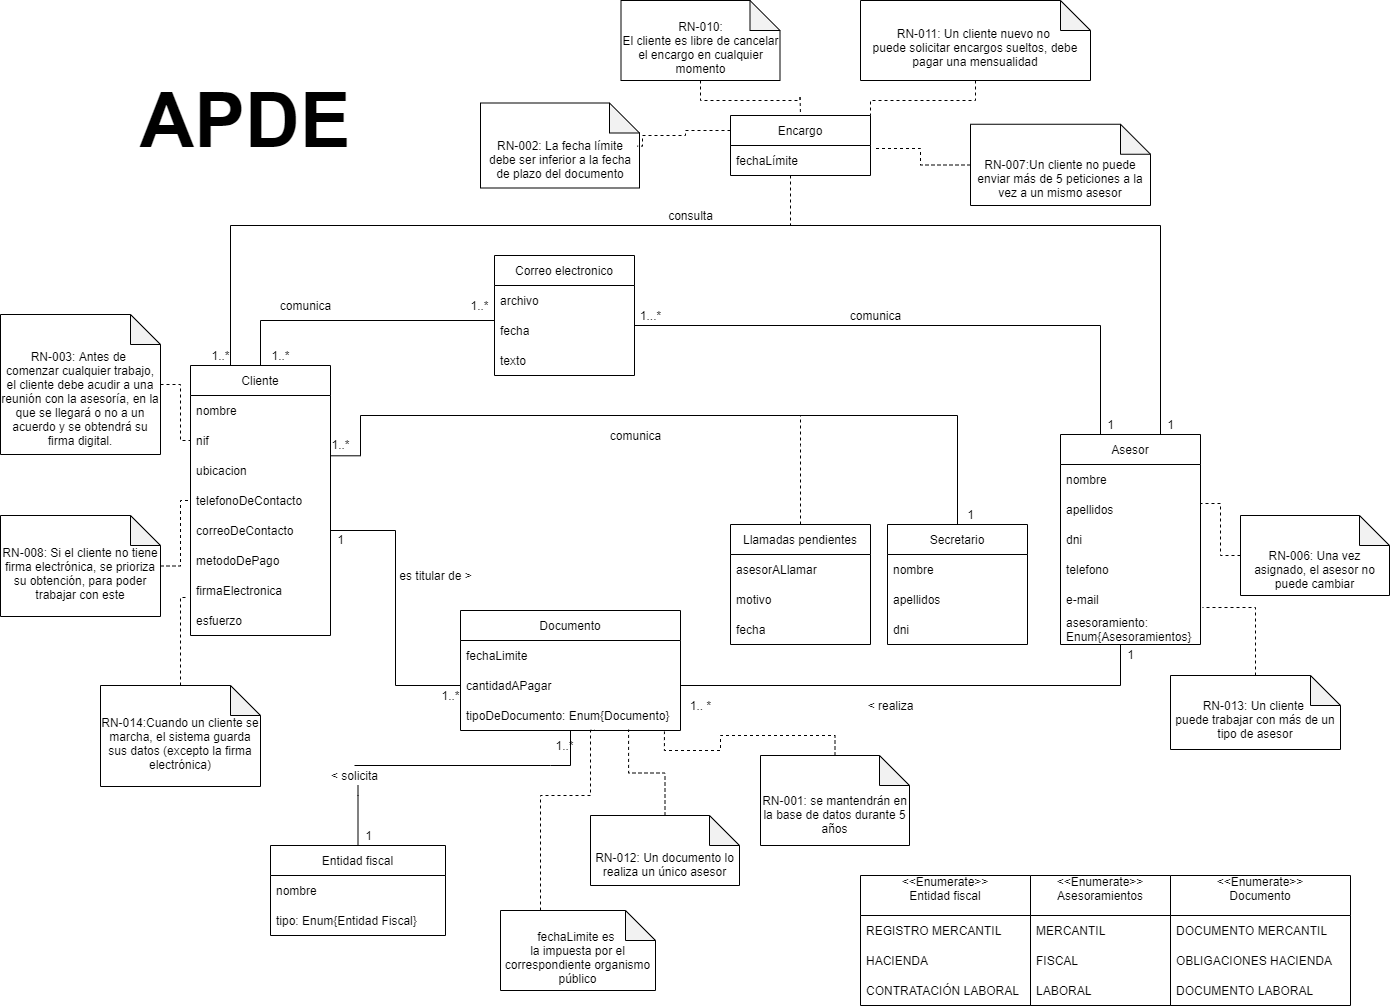 APDE
RN-010:
El cliente es libre de cancelar
el encargo en cualquier
momento
RN-011: Un cliente nuevo no
puede solicitar encargos sueltos, debe
pagar una mensualidad
RN-002: La fecha límite
debe ser inferior a la fecha
de plazo del documento
Encargo
fechaLímite
RN-007:Un cliente no puede
enviar más de 5 peticiones a la
vez a un mismo asesor
consulta
Correo electronico
archivo
fecha
texto
comunica
1..*
1...*
comunica
RN-003: Antes de
comenzar cualquier trabajo,
el cliente debe acudir a una
reunión con la asesoría, en la
que se llegará o no a un
acuerdo y se obtendrá su
firma digital.
1..*
1..*
Cliente
nombre
nif
ubicacion
telefonoDeContacto
correoDeContacto
metodoDePago
firmaElectronica
esfuerzo
1..*
comunica
1
1
Asesor
nombre
apellidos
dni
telefono
e-mail
asesoramiento:
Enum{Asesoramientos}
RN-008: Si el cliente no tiene
firma electrónica, se prioriza
su obtención, para poder
trabajar con este
1
es titular de >
Llamadas pendientes
asesorALlamar
motivo
fecha
1
Secretario
nombre
apellidos
dni
RN-006: Una vez
asignado, el asesor no
puede cambiar
Documento
fechaLimite
cantidadAPagar
tipoDeDocumento: Enum{Documento}
1..*
1.. *
< realiza
1
RN-013: Un cliente
puede trabajar con más de un
tipo de asesor
RN-014:Cuando un cliente se
marcha, el sistema guarda
sus datos (excepto la firma
electrónica)
1..*
< solicita
1
Entidad fiscal
nombre
tipo: Enum{Entidad Fiscal}
RN-001: se mantendrán en
la base de datos durante 5
años
RN-012: Un documento lo
realiza un único asesor
fechaLimite es
la impuesta por el
correspondiente organismo
público
<<Enumerate>>
Entidad fiscal
REGISTRO MERCANTIL
HACIENDA
CONTRATACIÓN LABORAL
<<Enumerate>>
Asesoramientos
MERCANTIL
FISCAL
LABORAL
<<Enumerate>>
Documento
DOCUMENTO MERCANTIL
OBLIGACIONES HACIENDA
DOCUMENTO LABORAL